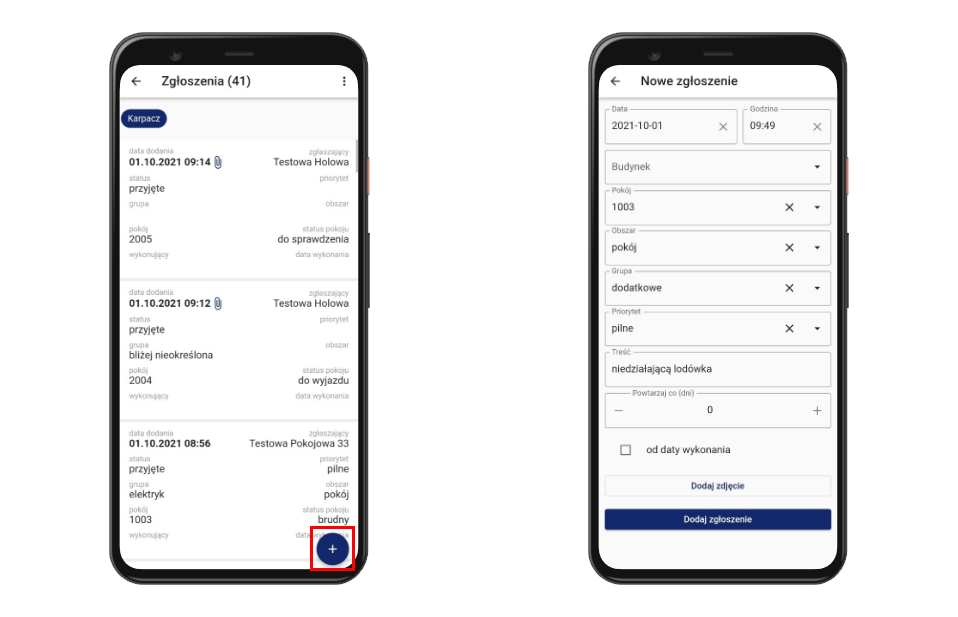 Zgłoszenia (41)
Karpacz
data dodania zgłaszający
01.10.2021 09:14 Testowa Holowa
status priorytet
przyjęte
grupa obszar
pokój status pokoju
2005 do sprawdzenia
wykonujący data wykonania
data dodania zgłaszający
01.10.2021 09:12 Testowa Holowa
status priorytet
przyjęte
grupa obszar
bliżej nieokreślona
pokój status pokoju
2004 do wyjazdu
wykonujący data wykonania
data dodania zgłaszający
01.10.2021 08:56 Testowa Pokojowa 33
status priorytet
przyjęte pilne
grupa obszar
elektryk pokój
pokój status pokoju
1003 brudny
wykonujący
+
Nowe zgłoszenie
Data Godzina
2021-10-01 09:49
Budynek
Pokój
1003
Obszar
pokój
Grupa
dodatkowe
Priorytet
pilne
Treść
niedziałającą lodówka
Powtarzaj co (dni)
0
od daty wykonania
Dodaj zdjęcie
Dodaj zgłoszenie